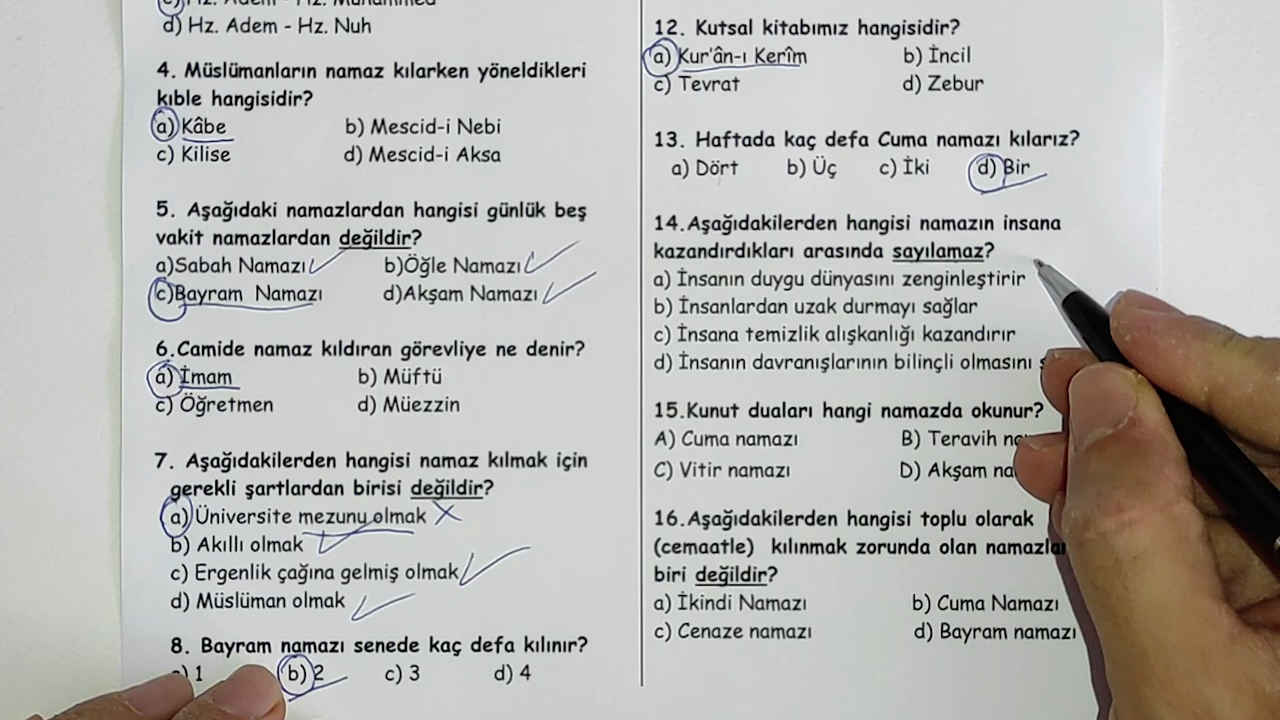 c) Hz. Adem - Hz. Muhammed
d) Hz. Adem - Hz. Nuh
4. Müslümanların namaz kılarken yöneldikleri
kıble hangisidir?
a) Kâbe b) Mescid-i Nebi
c) Kilise d) Mescid-i Aksa
5. Aşağıdaki namazlardan hangisi günlük beş
vakit namazlardan değildir?
a)Sabah Namazı b)Öğle Namazı
c)Bayram Namazı d)Akşam Namazı
6.Camide namaz kıldıran görevliye ne denir?
a) İmam b) Müftü
c) Öğretmen d) Müezzin
7. Aşağıdakilerden hangisi namaz kılmak için
gerekli şartlardan birisi değildir?
a) Üniversite mezunu olmak
b) Akıllı olmak
c) Ergenlik çağına gelmiş olmak
d) Müslüman olmak
8. Bayram namazı senede kaç defa kılınır?
a) 1 b) 2 c) 3 d) 4
12. Kutsal kitabımız hangisidir?
a) Kur'ân-ı Kerîm b) İncil
c) Tevrat d) Zebur
13. Haftada kaç defa Cuma namazı kılarız?
a) Dört b) Üç c) İki d) Bir
14.Aşağıdakilerden hangisi namazın insana
kazandırdıkları arasında sayılamaz?
a) İnsanın duygu dünyasını zenginleştirir
b) İnsanlardan uzak durmayı sağlar
c) İnsana temizlik alışkanlığı kazandırır
d) İnsanın davranışlarının bilinçli olmasını
15.Kunut duaları hangi namazda okunur?
A) Cuma namazı B) Teravih
C) Vitir namazı D) Akşam
16.Aşağıdakilerden hangisi toplu olarak
(cemaatle) kılınmak zorunda olan
biri değildir?
a) İkindi Namazı b) Cuma Namazı
c) Cenaze namazı d) Bayram namazı